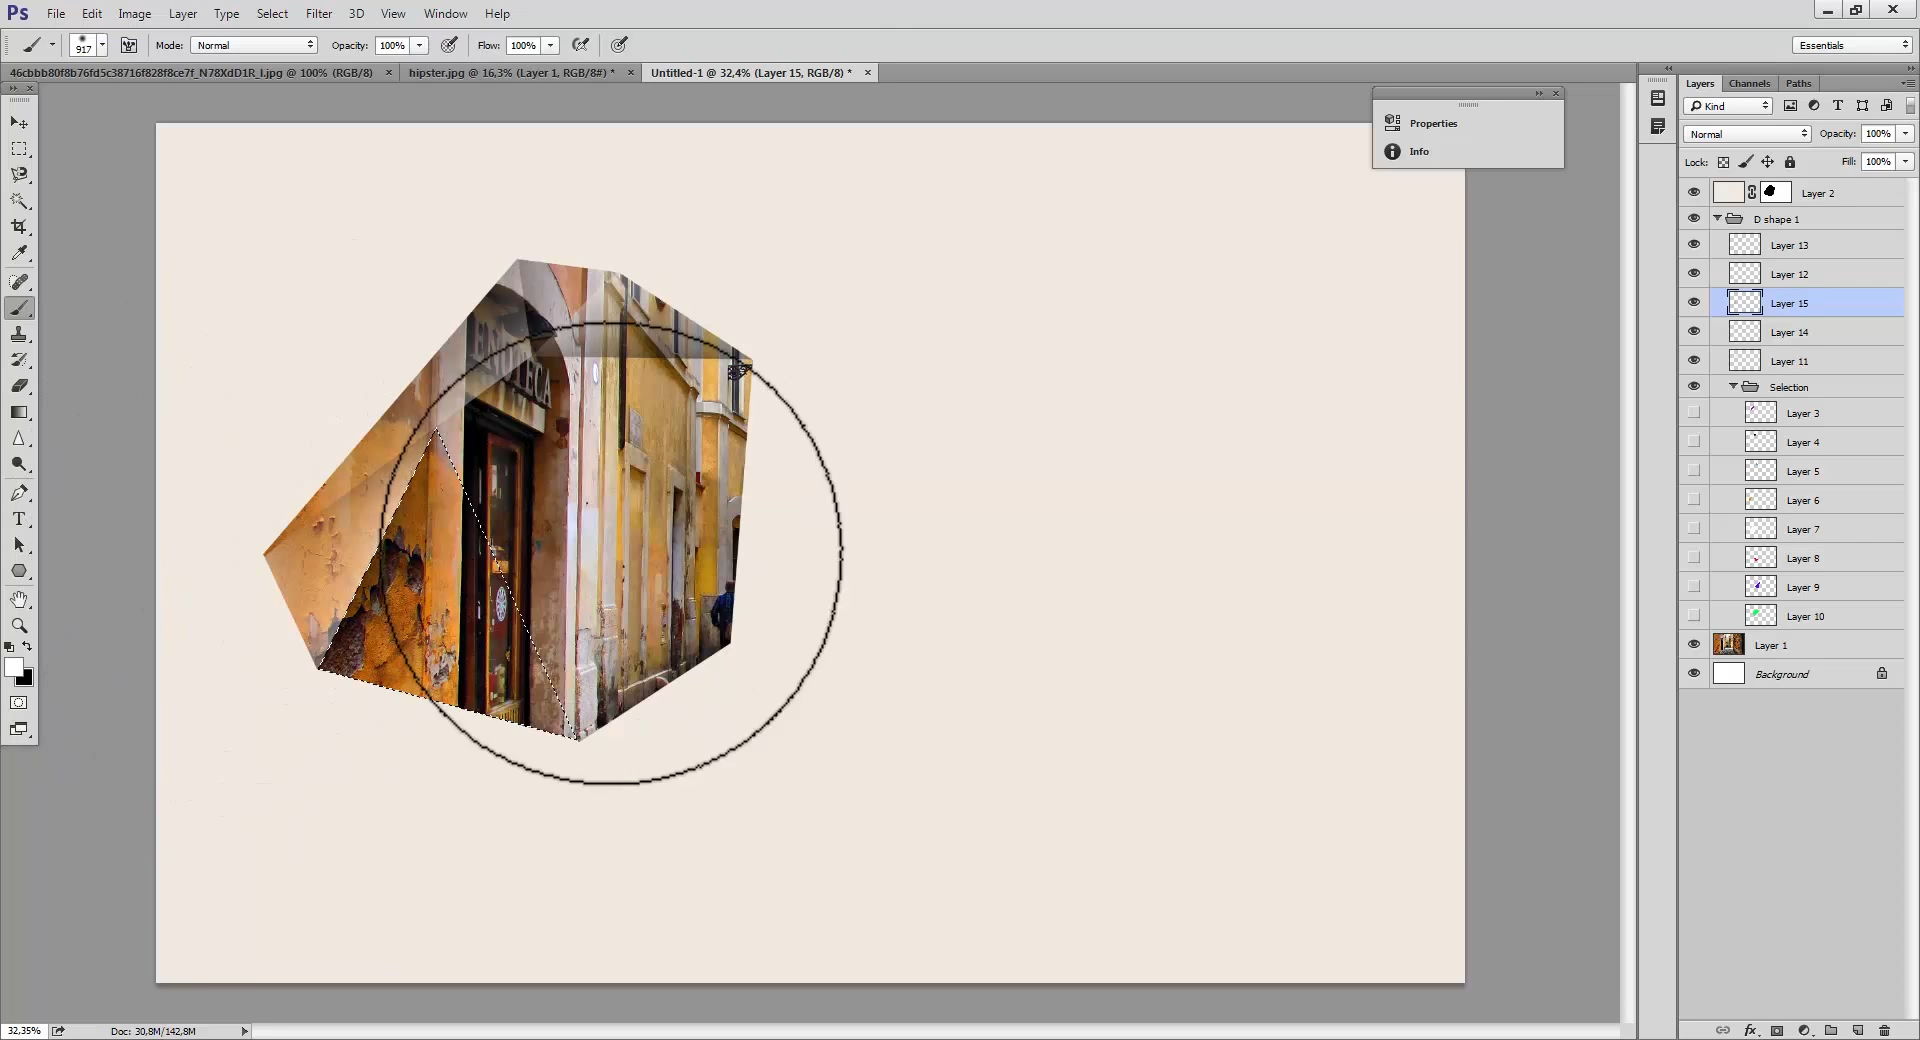 Ps File Edit Image Layer Type Select Filter 3D View Window Help
917 Mode: Normal Opacity: 100% Flow: 100% Essentials
46cbbb80f8b76fd5c38716f828f8ce7f_N78XdD1R_l.jpg @ 100% (RGB/8) × hipster.jpg @ 16,3% (Layer 1, RGB/8#) * × Untitled-1 @ 32,4% (Layer 15, RGB/8) * ×
Layers Channels Paths
Kind
Properties
Info
Normal Opacity: 100%
Lock: Fill: 100%
Layer 2
D shape 1
Layer 13
Layer 12
Layer 15
Layer 14
Layer 11
Selection
Layer 3
Layer 4
Layer 5
Layer 6
Layer 7
Layer 8
Layer 9
Layer 10
Layer 1
Background
ENOTECA
32,35% Doc: 30,8M/142,8M